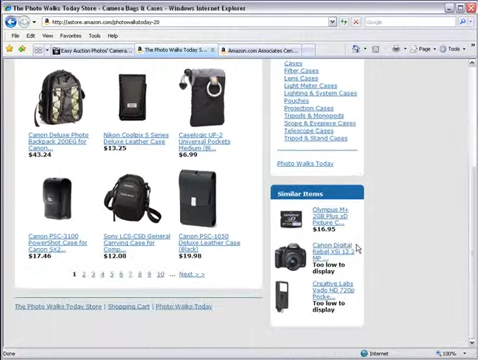 The Photo Walks Today Store - Camera Bags & Cases - Windows Internet Explorer
http://astore.amazon.com/photowalkstoday-20
File Edit View Favorites Tools Help
Easy Auction Photos' Camera...
The Photo Walks Today S...
Amazon.com Associates Cen...
Page
Tools
Cases
Filter Cases
Lens Cases
Light Meter Cases
Lighting & System Cases
Pouches
Projection Cases
Tripods & Monopods
Scope & Eyepiece Cases
Telescope Cases
Tripod & Stand Cases
Photo Walks Today
Canon Deluxe Photo
Backpack 200EG for
Canon...
$43.24
Nikon Coolpix S Series
Deluxe Leather Case
$13.25
Caselogic UP-2
Universal Pockets
Medium (Bl...
$6.99
Canon PSC-3100
PowerShot Case for
Canon SX2...
$17.46
Sony LCS-CSD General
Carrying Case for
Comp...
$12.08
Canon PSC-1050
Deluxe Leather Case
(Black)
$19.98
1 2 3 4 5 6 7 8 9 10 ... Next > >
Similar Items
Olympus M+
2GB Plus xD
Picture C...
$16.95
Canon Digital
Rebel XSi 12.2
MP ...
Too low to
display
Creative Labs
Vado HD 720p
Pocke...
Too low to
display
The Photo Walks Today Store | Shopping Cart | Photo Walks Today
Done
Internet
100%